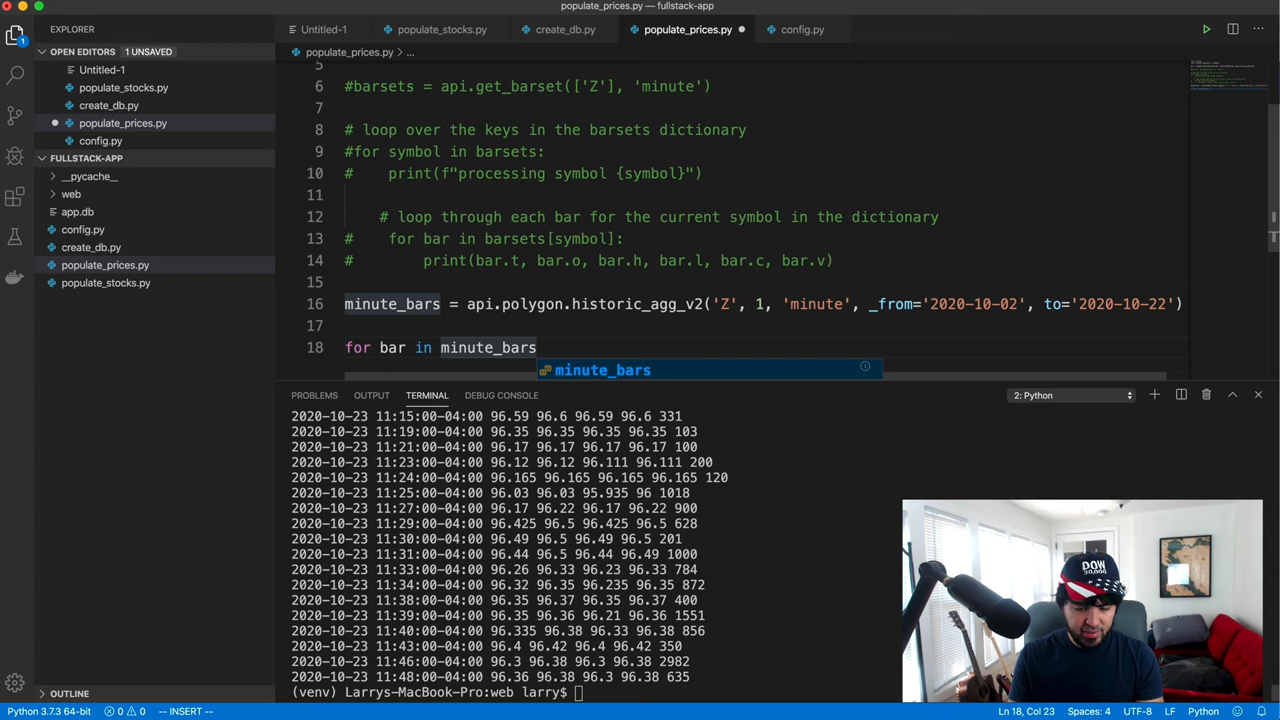 populate_prices.py — fullstack-app
EXPLORER
Untitled-1
populate_stocks.py
create_db.py
populate_prices.py
config.py
OPEN EDITORS 1 UNSAVED
Untitled-1
populate_stocks.py
create_db.py
populate_prices.py
config.py
FULLSTACK-APP
__pycache__
web
app.db
config.py
create_db.py
populate_prices.py
populate_stocks.py
OUTLINE
populate_prices.py > ...
5
6 #barsets = api.get_barset(['Z'], 'minute')
7
8 # loop over the keys in the barsets dictionary
9 #for symbol in barsets:
10 #    print(f"processing symbol {symbol}")
11
12     # loop through each bar for the current symbol in the dictionary
13 #    for bar in barsets[symbol]:
14 #        print(bar.t, bar.o, bar.h, bar.l, bar.c, bar.v)
15
16 minute_bars = api.polygon.historic_agg_v2('Z', 1, 'minute', _from='2020-10-02', to='2020-10-22')
17
18 for bar in minute_bars
minute_bars
PROBLEMS OUTPUT TERMINAL DEBUG CONSOLE 2: Python
2020-10-23 11:15:00-04:00 96.59 96.6 96.59 96.6 331
2020-10-23 11:19:00-04:00 96.35 96.35 96.35 96.35 103
2020-10-23 11:21:00-04:00 96.17 96.17 96.17 96.17 100
2020-10-23 11:23:00-04:00 96.12 96.12 96.111 96.111 200
2020-10-23 11:24:00-04:00 96.165 96.165 96.165 96.165 120
2020-10-23 11:25:00-04:00 96.03 96.03 95.935 96 1018
2020-10-23 11:27:00-04:00 96.17 96.22 96.17 96.22 900
2020-10-23 11:29:00-04:00 96.425 96.5 96.425 96.5 628
2020-10-23 11:30:00-04:00 96.49 96.5 96.49 96.5 201
2020-10-23 11:31:00-04:00 96.44 96.5 96.44 96.49 1000
2020-10-23 11:33:00-04:00 96.26 96.33 96.23 96.33 784
2020-10-23 11:34:00-04:00 96.32 96.35 96.235 96.35 872
2020-10-23 11:38:00-04:00 96.35 96.37 96.35 96.37 400
2020-10-23 11:39:00-04:00 96.35 96.36 96.21 96.36 1551
2020-10-23 11:40:00-04:00 96.335 96.38 96.33 96.38 856
2020-10-23 11:43:00-04:00 96.4 96.42 96.4 96.42 350
2020-10-23 11:46:00-04:00 96.3 96.38 96.3 96.38 2982
2020-10-23 11:48:00-04:00 96.36 96.38 96.3 96.38 635
(venv) Larrys-MacBook-Pro:web larry$
DOW
20,000
1
Python 3.7.3 64-bit 0 0 -- INSERT -- Ln 18, Col 23 Spaces: 4 UTF-8 LF Python